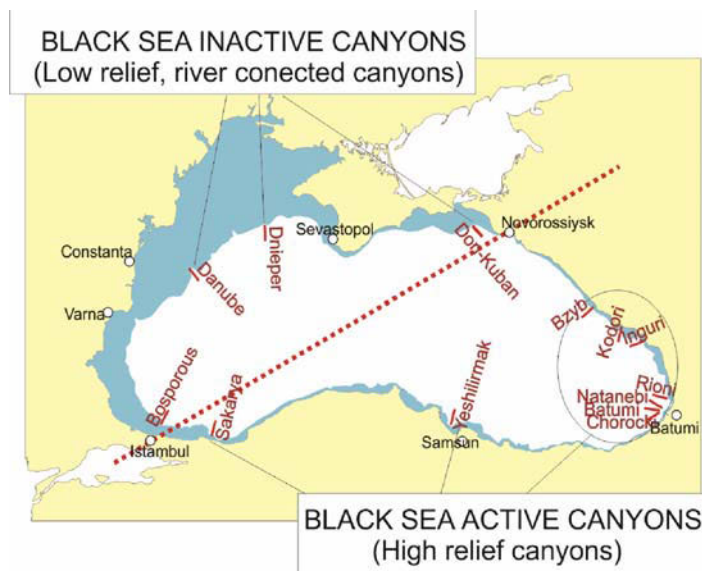 BLACK SEA INACTIVE CANYONS
(Low relief, river conected canyons)
Sevastopol
Novorossiysk
Constanta
Dnieper
Don-Kuban
Danube
Varna
Bzyb
Kodori
Inguri
Bosporous
Sakarya
Yeshilirmak
Rioni
Natanebi
Batumi
Chorock
Batumi
Istambul
Samsun
BLACK SEA ACTIVE CANYONS
(High relief canyons)